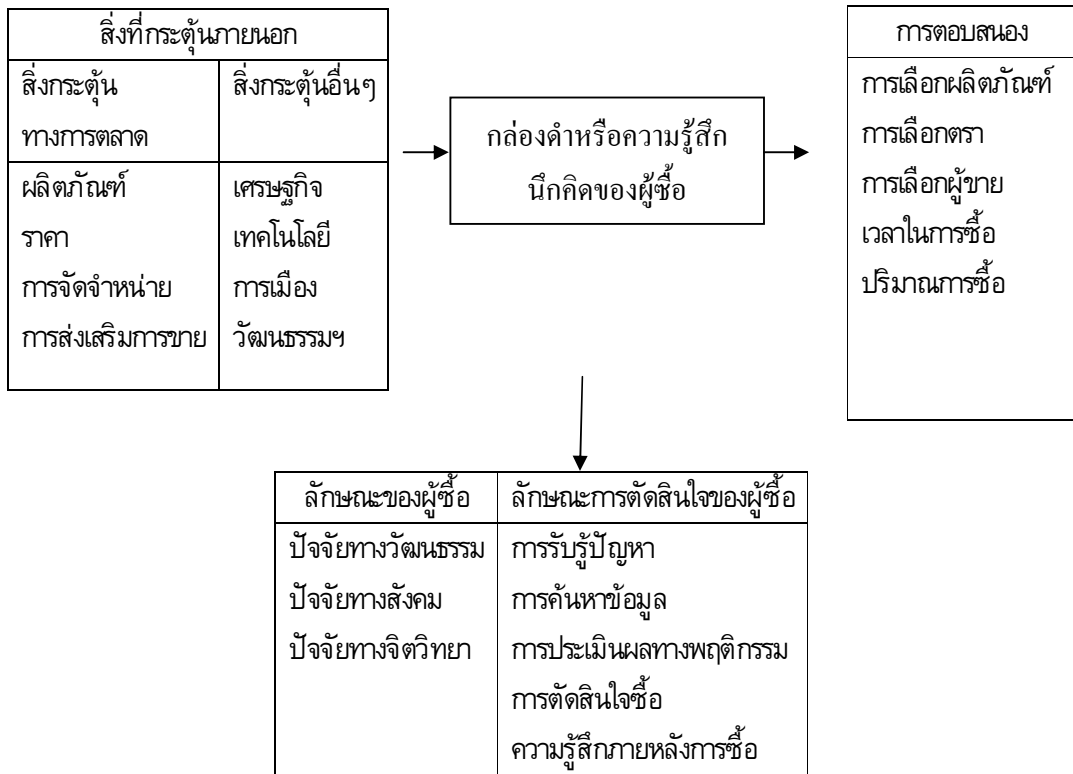 สิ่งที่กระตุ้นภายนอก
สิ่งกระตุ้น
ทางการตลาด
สิ่งกระตุ้นอื่นๆ
ผลิตภัณฑ์
ราคา
การจัดจำหน่าย
การส่งเสริมการขาย
เศรษฐกิจ
เทคโนโลยี
การเมือง
วัฒนธรรมฯ
กล่องดำหรือความรู้สึก
นึกคิดของผู้ซื้อ
การตอบสนอง
การเลือกผลิตภัณฑ์
การเลือกตรา
การเลือกผู้ขาย
เวลาในการซื้อ
ปริมาณการซื้อ
ลักษณะของผู้ซื้อ
ปัจจัยทางวัฒนธรรม
ปัจจัยทางสังคม
ปัจจัยทางจิตวิทยา
ลักษณะการตัดสินใจของผู้ซื้อ
การรับรู้ปัญหา
การค้นหาข้อมูล
การประเมินผลทางพฤติกรรม
การตัดสินใจซื้อ
ความรู้สึกภายหลังการซื้อ